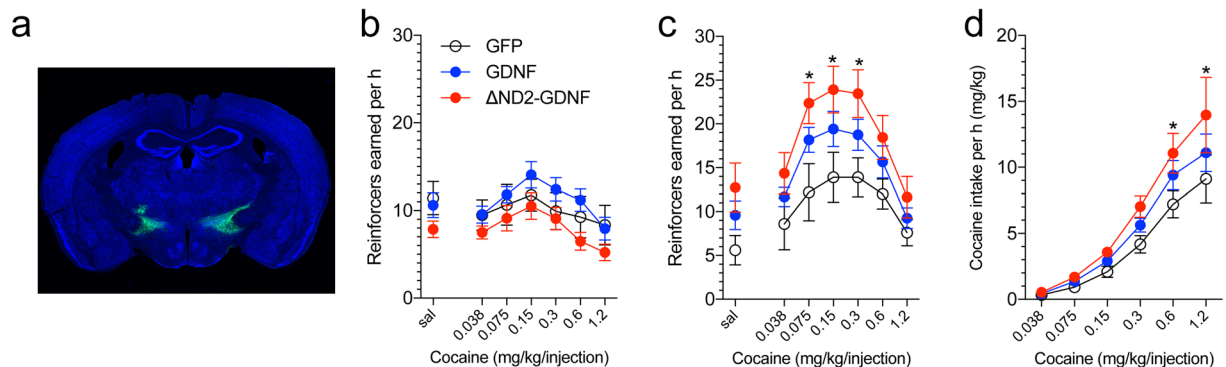 a
b
c
d
GFP
GDNF
ΔND2-GDNF
Reinforcers earned per h
30
20
10
0
sal
0.038
0.075
0.15
0.3
0.6
1.2
Cocaine (mg/kg/injection)
Reinforcers earned per h
30
25
20
15
10
5
0
* * *
sal
0.038
0.075
0.15
0.3
0.6
1.2
Cocaine (mg/kg/injection)
Cocaine intake per h (mg/kg)
20
15
10
5
0
* *
0.038
0.075
0.15
0.3
0.6
1.2
Cocaine (mg/kg/injection)